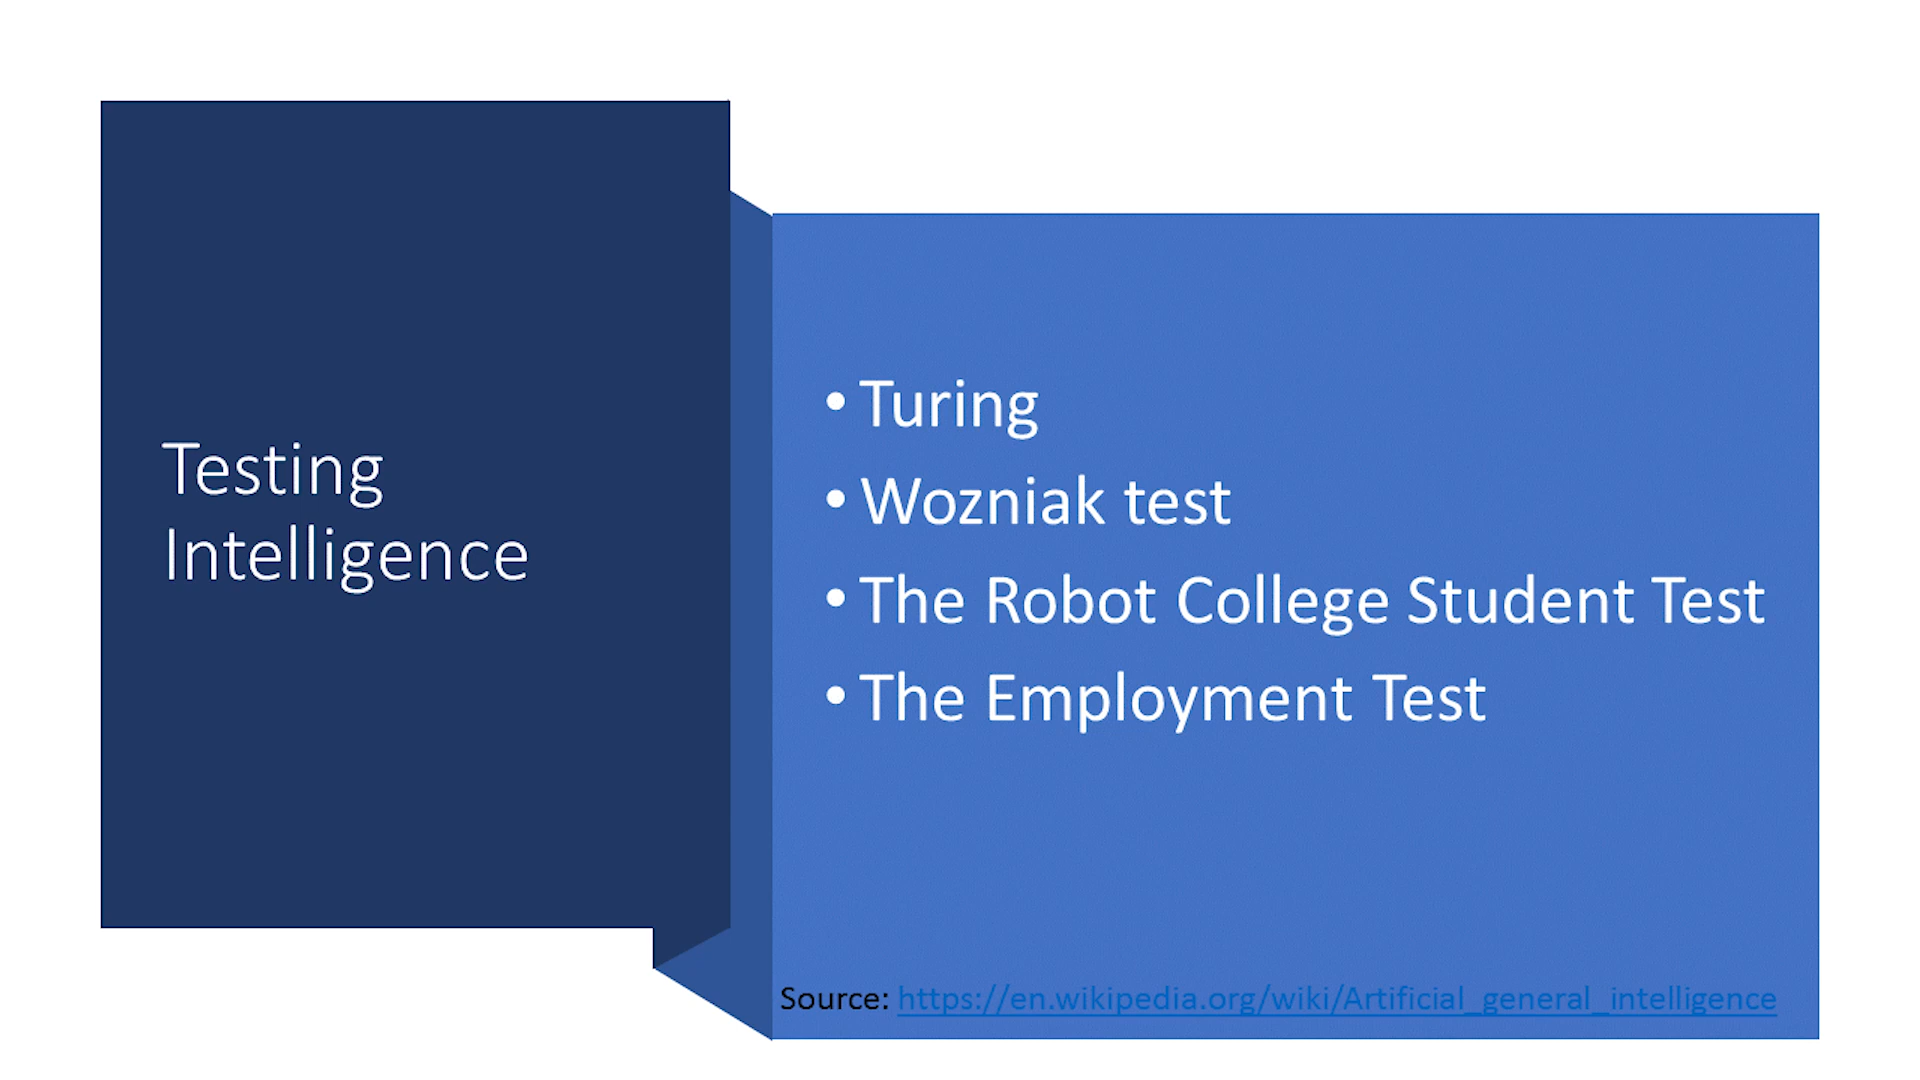 Testing
Intelligence
• Turing
• Wozniak test
• The Robot College Student Test
• The Employment Test
Source: https://en.wikipedia.org/wiki/Artificial_general_intelligence